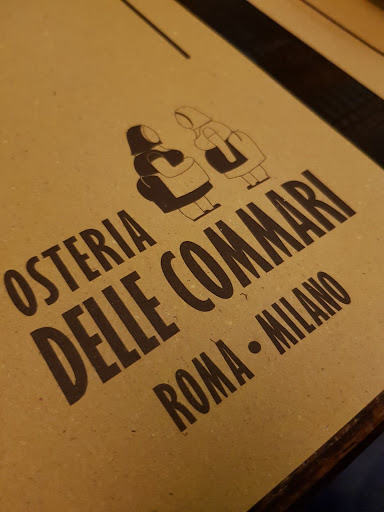 OSTERIA
DELLE COMMARI
ROMA • MILANO